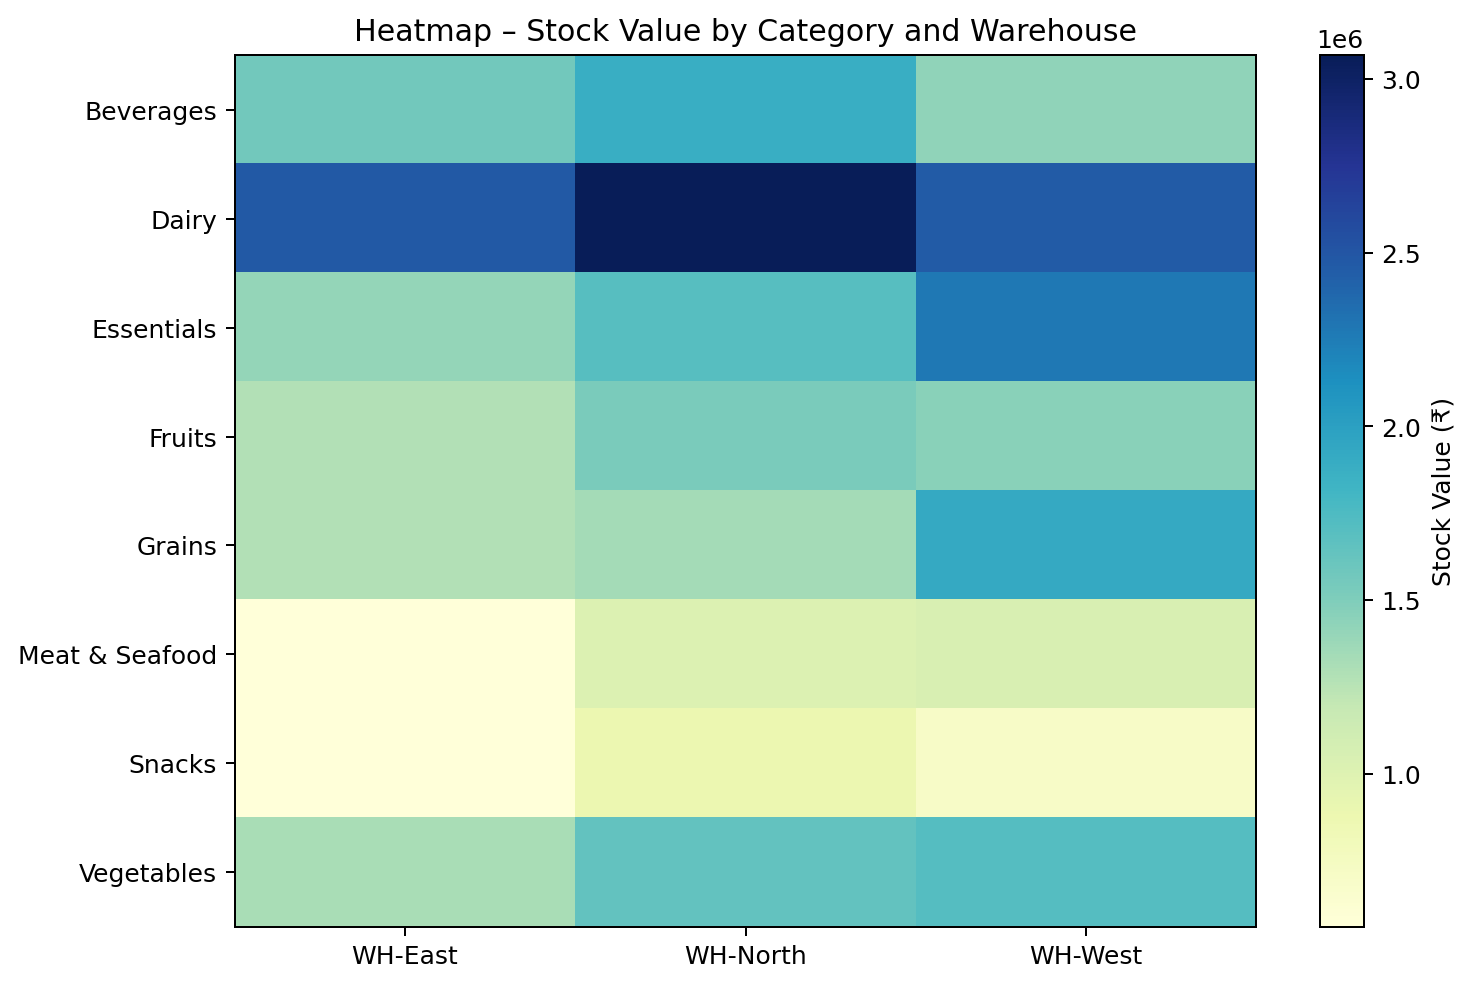 Heatmap – Stock Value by Category and Warehouse
1e6
Beverages
Dairy
Essentials
Fruits
Grains
Meat & Seafood
Snacks
Vegetables
WH-East
WH-North
WH-West
3.0
2.5
2.0
1.5
1.0
Stock Value (₹)